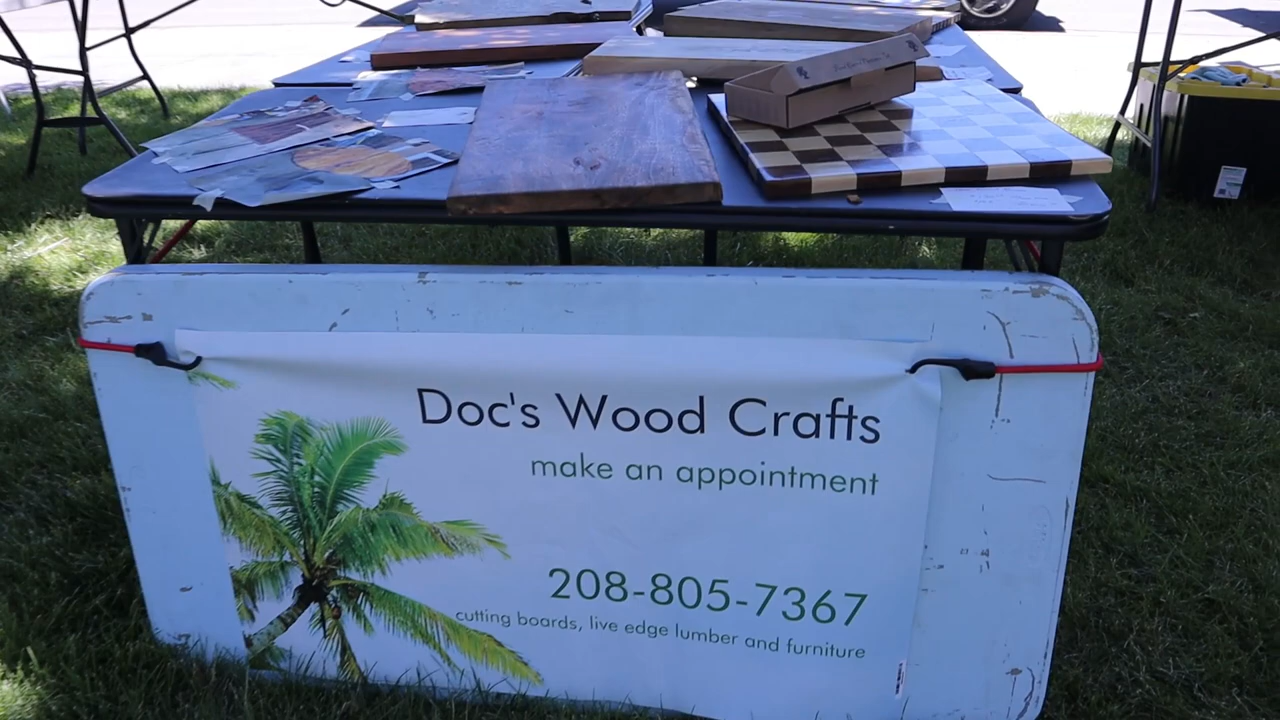 Doc's Wood Crafts
make an appointment
208-805-7367
cutting boards, live edge lumber and furniture